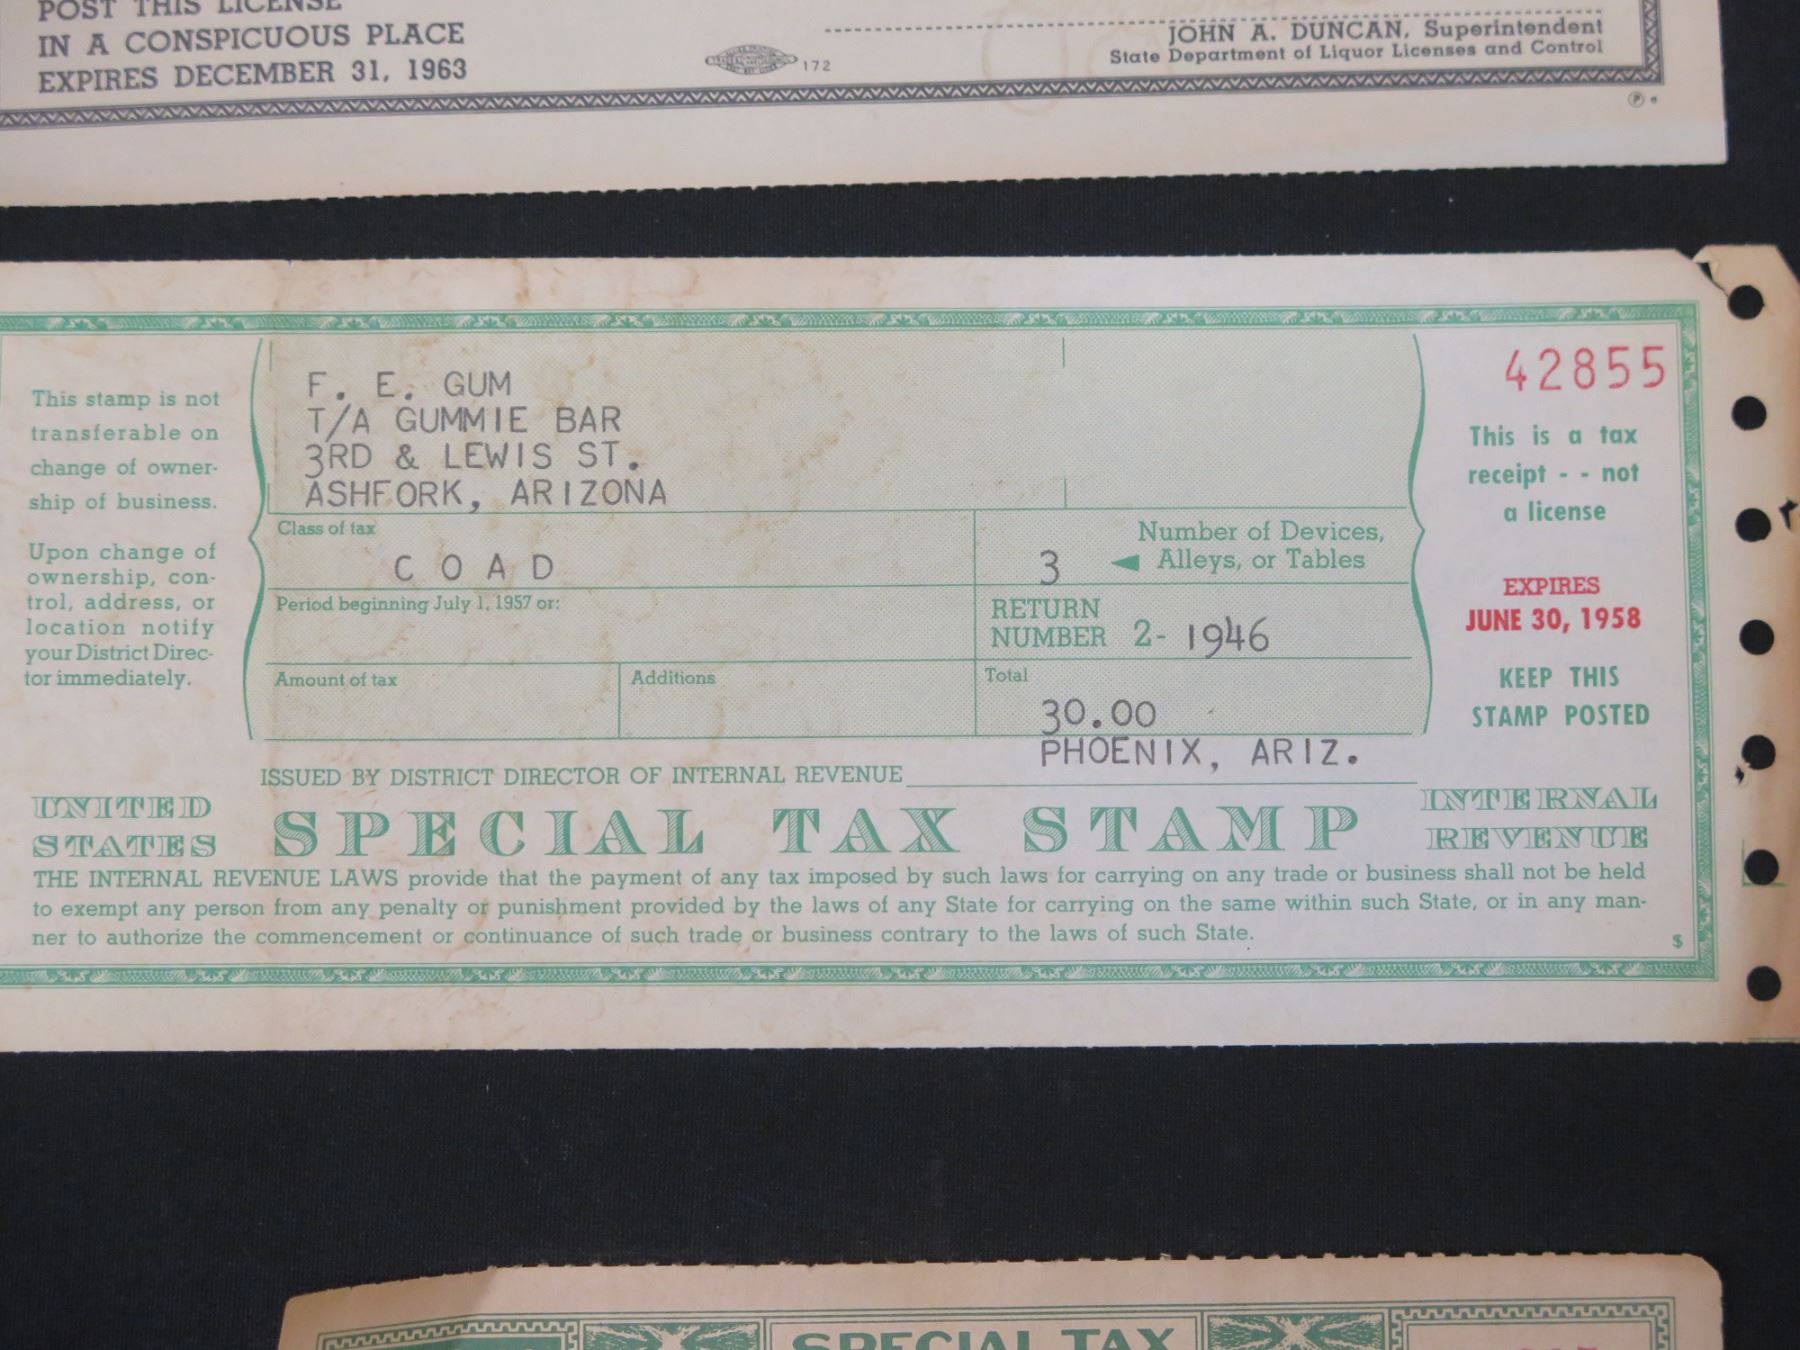 POST THIS LICENSE
IN A CONSPICUOUS PLACE
EXPIRES DECEMBER 31, 1963
172
JOHN A. DUNCAN, Superintendent
State Department of Liquor Licenses and Control
This stamp is not
transferable on
change of owner-
ship of business.
Upon change of
ownership, con-
trol, address, or
location notify
your District Direc-
tor immediately.
F. E. GUM
T/A GUMMIE BAR
3RD & LEWIS ST.
ASHFORK, ARIZONA
Class of tax
C O A D
3
Number of Devices,
Alleys, or Tables
Period beginning July 1, 1957 or:
RETURN
NUMBER 2- 1946
Amount of tax
Additions
Total
30.00
PHOENIX, ARIZ.
ISSUED BY DISTRICT DIRECTOR OF INTERNAL REVENUE
42855
This is a tax
receipt - - not
a license
EXPIRES
JUNE 30, 1958
KEEP THIS
STAMP POSTED
UNITED
STATES
SPECIAL TAX STAMP
INTERNAL
REVENUE
THE INTERNAL REVENUE LAWS provide that the payment of any tax imposed by such laws for carrying on any trade or business shall not be held
to exempt any person from any penalty or punishment provided by the laws of any State for carrying on the same within such State, or in any man-
ner to authorize the commencement or continuance of such trade or business contrary to the laws of such State.
$
SPECIAL TAX